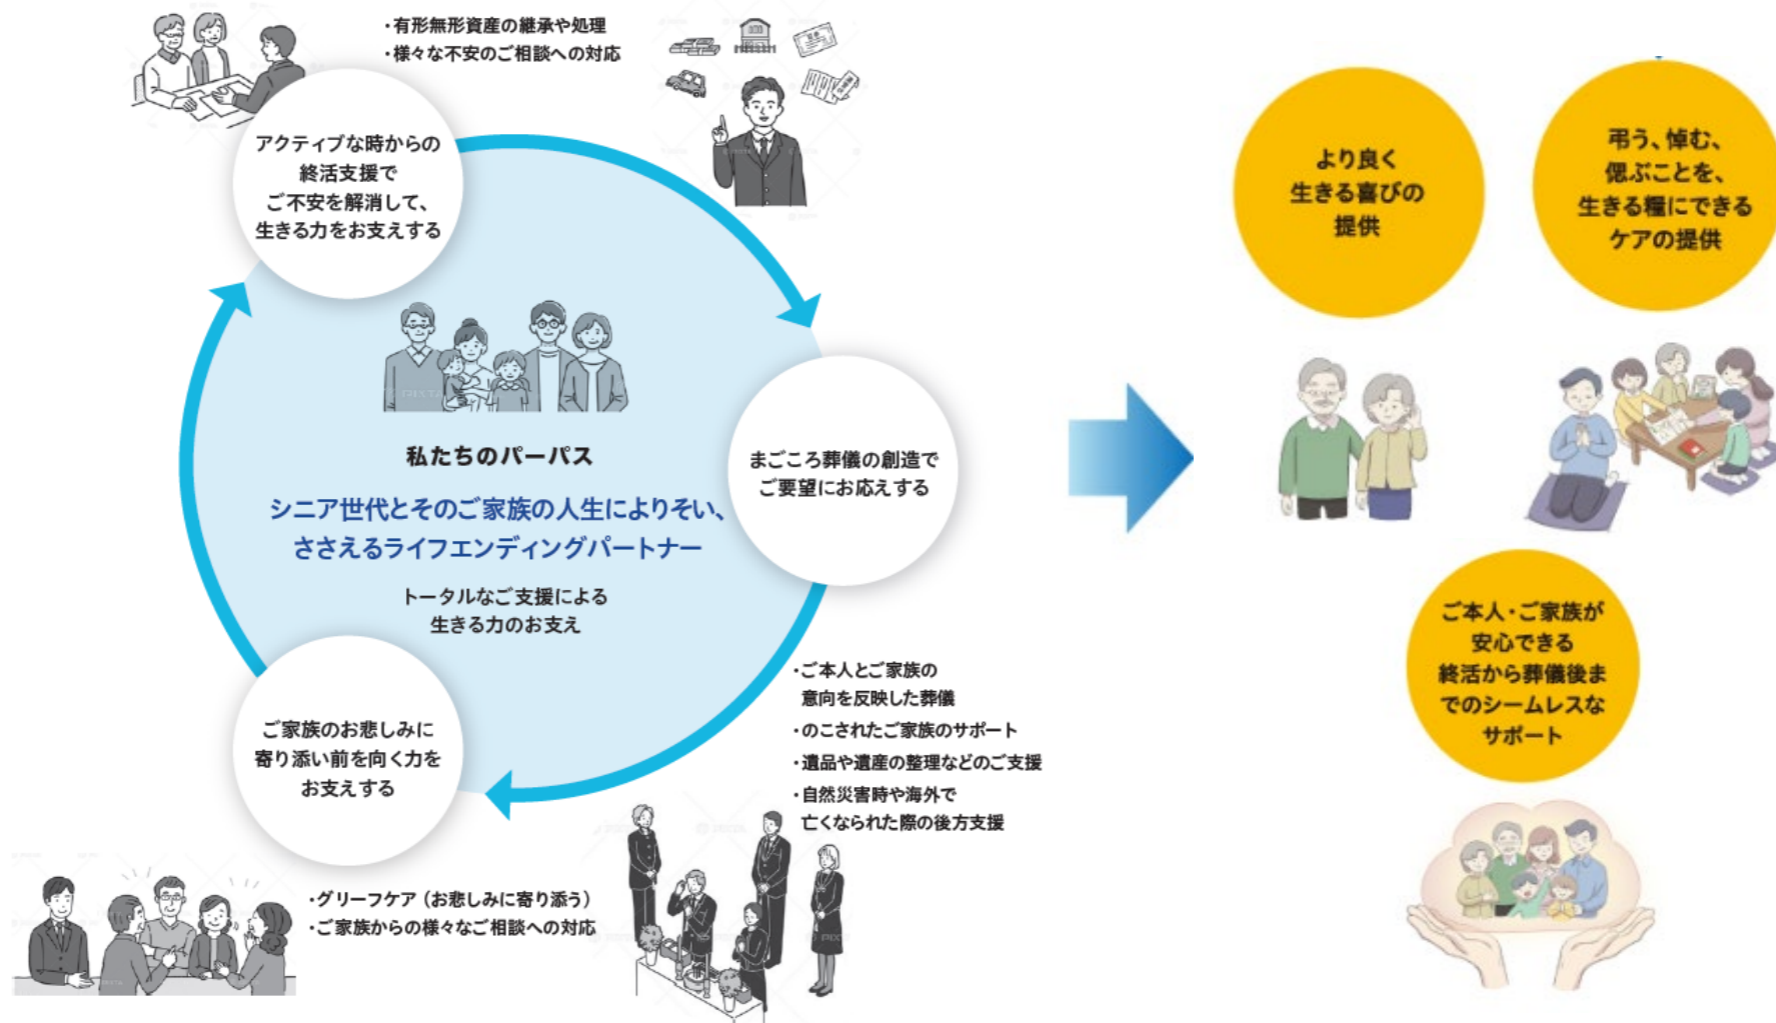 ・有形無形資産の継承や処理
・様々な不安のご相談への対応
アクティブな時からの
終活支援で
ご不安を解消して、
生きる力をお支えする
私たちのパーパス
シニア世代とそのご家族の人生によりそい、
ささえるライフエンディングパートナー
トータルなご支援による
生きる力のお支え
まごころ葬儀の創造で
ご要望にお応えする
・ご本人とご家族の
意向を反映した葬儀
・のこされたご家族のサポート
・遺品や遺産の整理などのご支援
・自然災害時や海外で
亡くなられた際の後方支援
ご家族のお悲しみに
寄り添い前を向く力を
お支えする
・グリーフケア（お悲しみに寄り添う）
・ご家族からの様々なご相談への対応
より良く
生きる喜びの
提供
弔う、悼む、
偲ぶことを、
生きる糧にできる
ケアの提供
ご本人・ご家族が
安心できる
終活から葬儀後ま
でのシームレスな
サポート